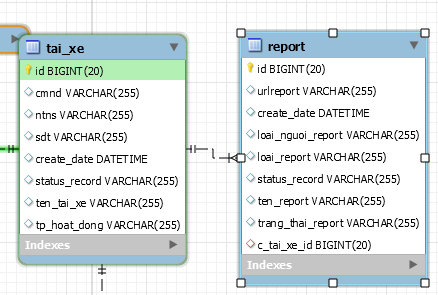 tai_xe
id BIGINT(20)
cmnd VARCHAR(255)
ntns VARCHAR(255)
sdt VARCHAR(255)
create_date DATETIME
status_record VARCHAR(255)
ten_tai_xe VARCHAR(255)
tp_hoat_dong VARCHAR(255)
Indexes
report
id BIGINT(20)
urlreport VARCHAR(255)
create_date DATETIME
loai_nguoi_report VARCHAR(255)
loai_report VARCHAR(255)
status_record VARCHAR(255)
ten_report VARCHAR(255)
trang_thai_report VARCHAR(255)
c_tai_xe_id BIGINT(20)
Indexes